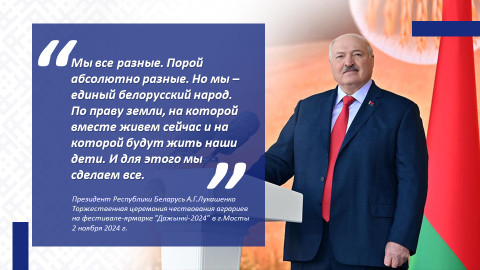 “
Мы все разные. Порой
абсолютно разные. Но мы –
единый белорусский народ.
По праву земли, на которой
вместе живем сейчас и на
которой будут жить наши
дети. И для этого мы
сделаем все.
”
Президент Республики Беларусь А.Г.Лукашенко
Торжественная церемония чествования аграриев
на фестивале-ярмарке "Дажынкі-2024" в г.Мосты
2 ноября 2024 г.